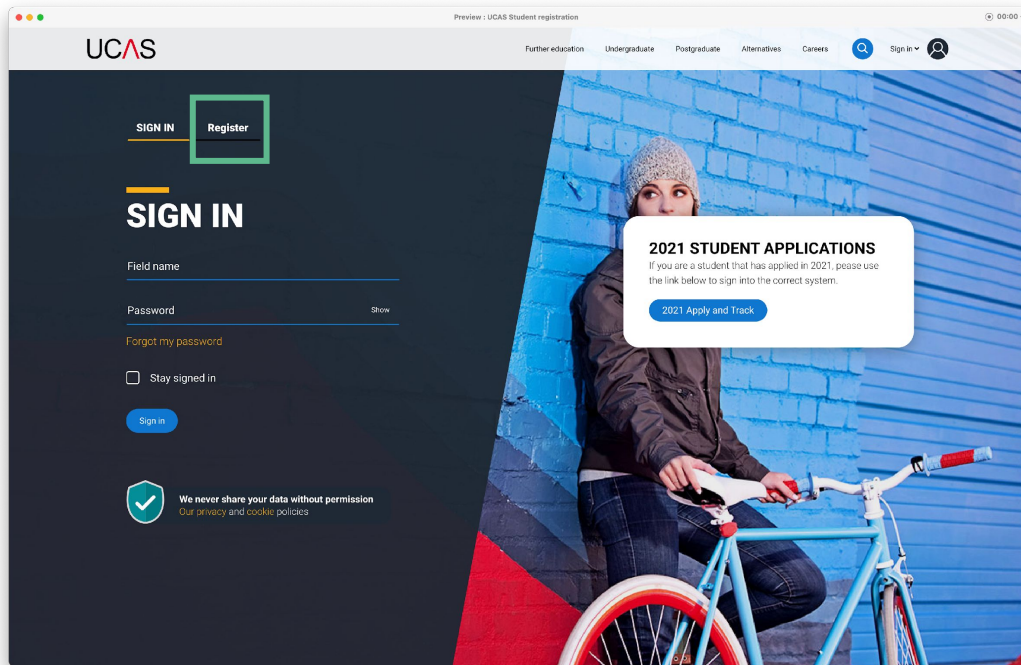 Preview : UCAS Student registration
00:00
UCAS
Further education
Undergraduate
Postgraduate
Alternatives
Careers
Sign in
SIGN IN
Register
SIGN IN
Field name
Password
Show
Forgot my password
Stay signed in
Sign in
We never share your data without permission
Our privacy and cookie policies
2021 STUDENT APPLICATIONS
If you are a student that has applied in 2021, pease use
the link below to sign into the correct system.
2021 Apply and Track